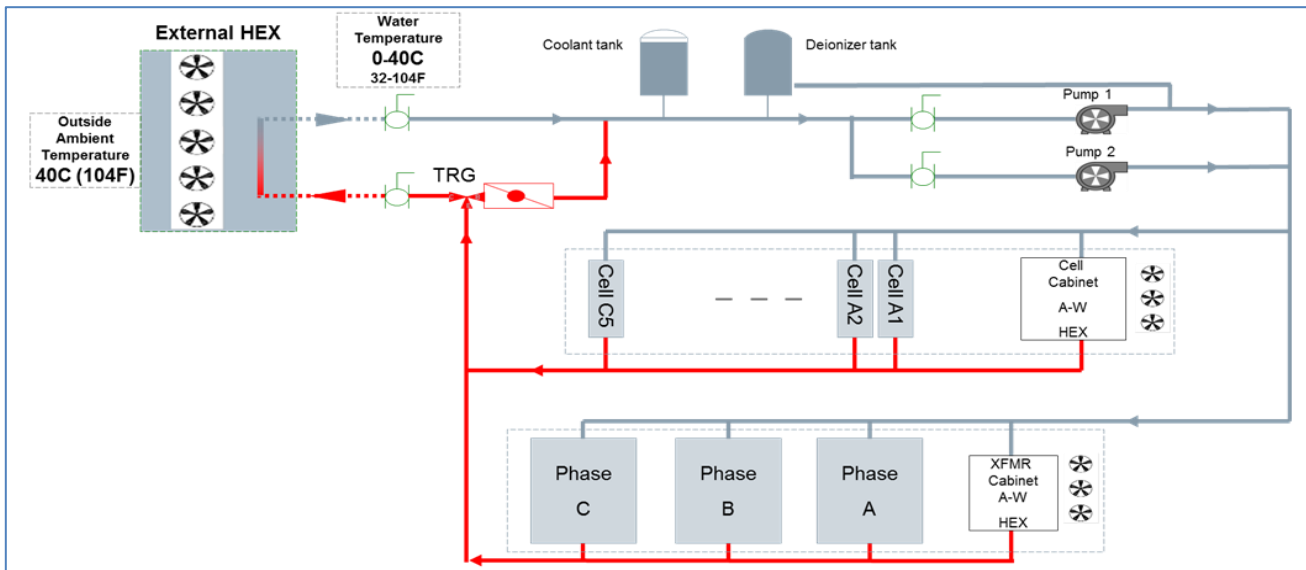 External HEX
Water
Temperature
0-40C
32-104F
Coolant tank
Deionizer tank
Outside
Ambient
Temperature
40C (104F)
TRG
Pump 1
Pump 2
Cell C5
Cell A2
Cell A1
Cell
Cabinet
A-W
HEX
Phase
C
Phase
B
Phase
A
XFMR
Cabinet
A-W
HEX